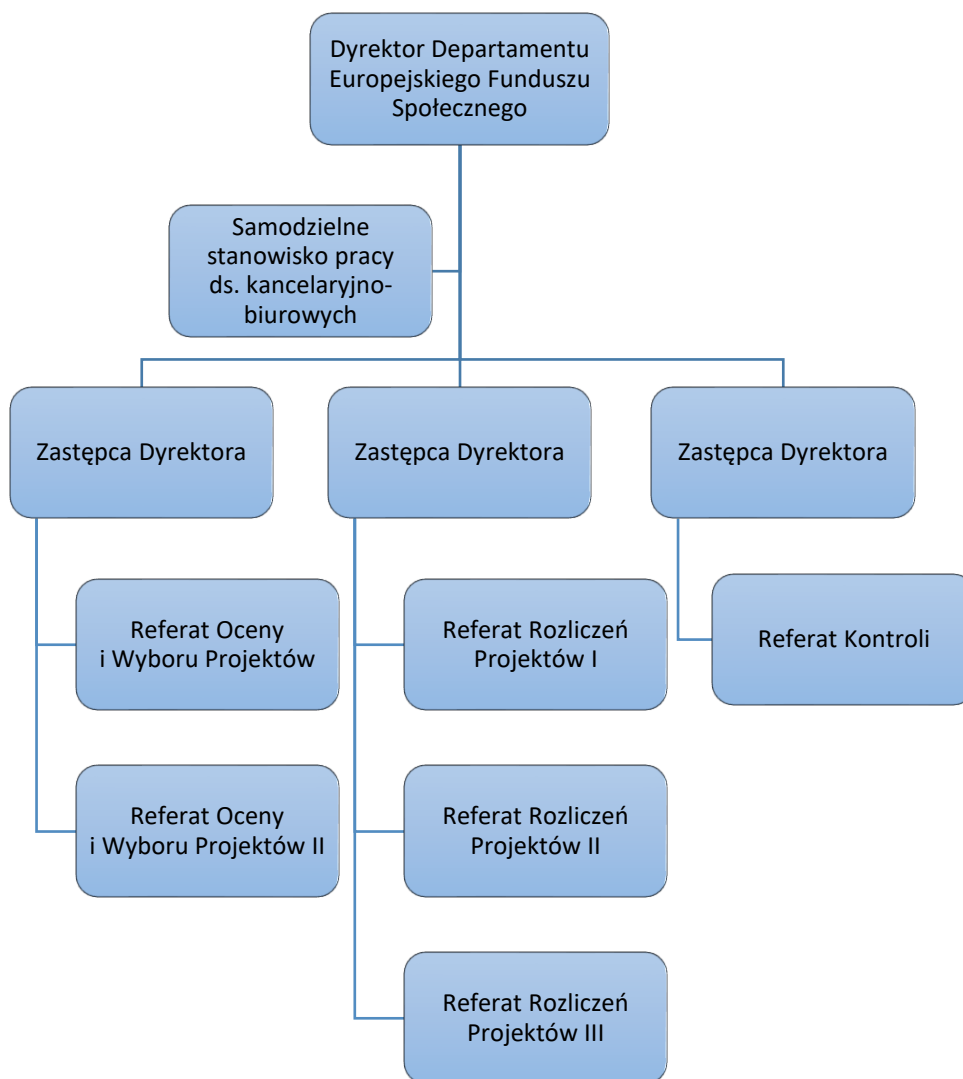 Dyrektor Departamentu
Europejskiego Funduszu
Społecznego
Samodzielne
stanowisko pracy
ds. kancelaryjno-
biurowych
Zastępca Dyrektora
Zastępca Dyrektora
Zastępca Dyrektora
Referat Oceny
i Wyboru Projektów
Referat Rozliczeń
Projektów I
Referat Kontroli
Referat Oceny
i Wyboru Projektów II
Referat Rozliczeń
Projektów II
Referat Rozliczeń
Projektów III